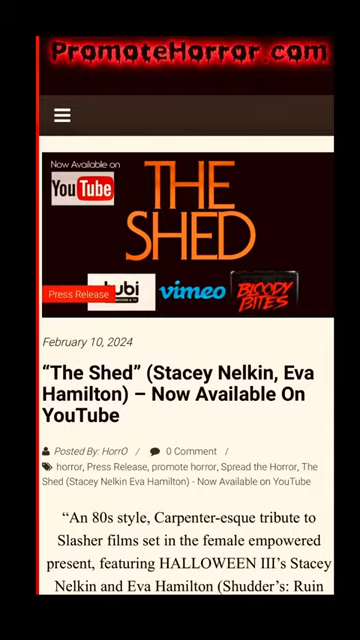 PromoteHorror.com
Now Available on
YouTube
THE
SHED
Press Release
tubi
vimeo
BLOODY
BITES
February 10, 2024
“The Shed” (Stacey Nelkin, Eva
Hamilton) – Now Available On
YouTube
Posted By: HorrO / 0 Comment /
horror, Press Release, promote horror, Spread the Horror, The
Shed (Stacey Nelkin Eva Hamilton) - Now Available on YouTube
“An 80s style, Carpenter-esque tribute to
Slasher films set in the female empowered
present, featuring HALLOWEEN III’s Stacey
Nelkin and Eva Hamilton (Shudder’s: Ruin